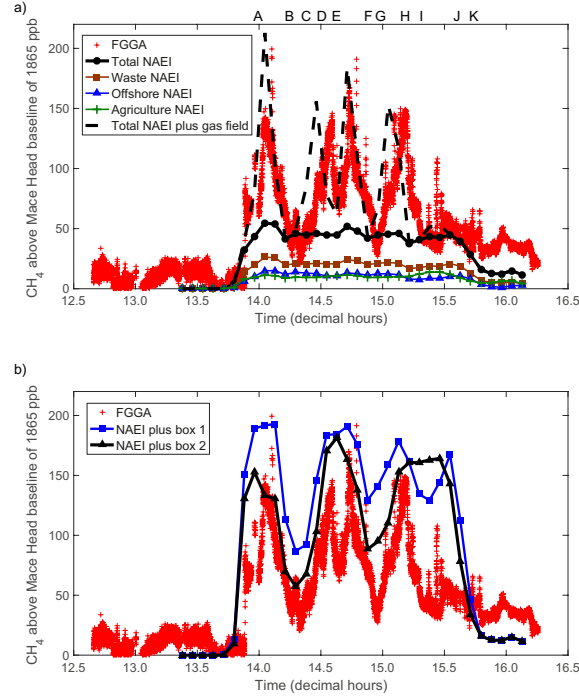 a)
A B C D E F G H I J K
CH4 above Mace Head baseline of 1865 ppb
200
150
100
50
0
FGGA
Total NAEI
Waste NAEI
Offshore NAEI
Agriculture NAEI
Total NAEI plus gas field
12.5 13.0 13.5 14.0 14.5 15.0 15.5 16.0 16.5
Time (decimal hours)
b)
CH4 above Mace Head baseline of 1865 ppb
200
150
100
50
0
FGGA
NAEI plus box 1
NAEI plus box 2
12.5 13.0 13.5 14.0 14.5 15.0 15.5 16.0 16.5
Time (decimal hours)